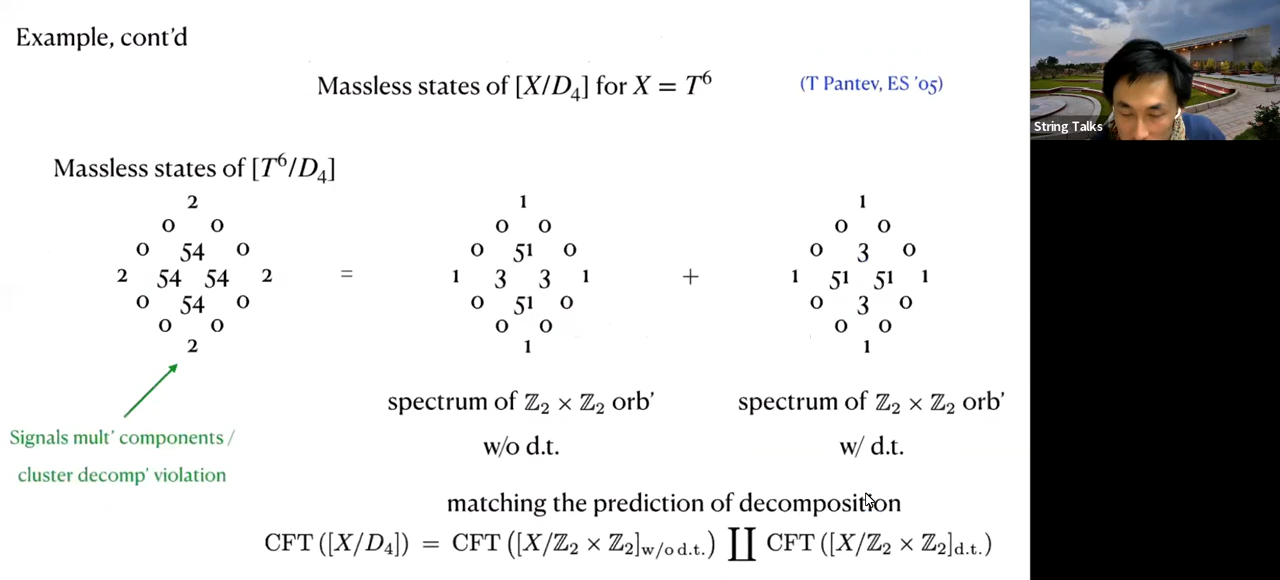 Example, cont'd
Massless states of [X/D₄] for X = T⁶
(T Pantev, ES '05)
String Talks
Massless states of [T⁶/D₄]
2 1 1
0 0 0 0 0 0
0 54 0 0 51 0 0 3 0
2 54 54 2 = 1 3 3 1 + 1 51 51 1
0 54 0 0 51 0 0 3 0
0 0 0 0 0 0
2 1 1
Signals mult' components /
cluster decomp' violation
spectrum of ℤ₂ × ℤ₂ orb'
w/o d.t.
spectrum of ℤ₂ × ℤ₂ orb'
w/ d.t.
matching the prediction of decomposition
CFT ([X/D₄]) = CFT ([X/ℤ₂ × ℤ₂]w/o d.t.) ∐ CFT ([X/ℤ₂ × ℤ₂]d.t.)